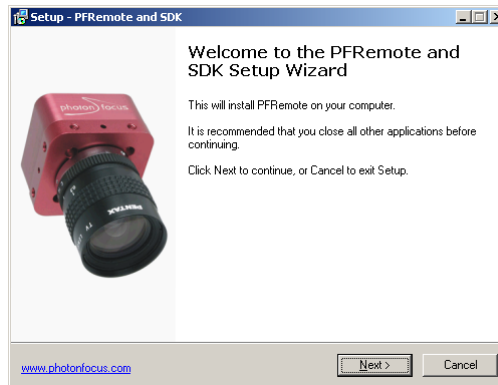 Setup - PFRemote and SDK
Welcome to the PFRemote and
SDK Setup Wizard
This will install PFRemote on your computer.
It is recommended that you close all other applications before
continuing.
Click Next to continue, or Cancel to exit Setup.
photon focus
PENTAX
www.photonfocus.com
Next >
Cancel